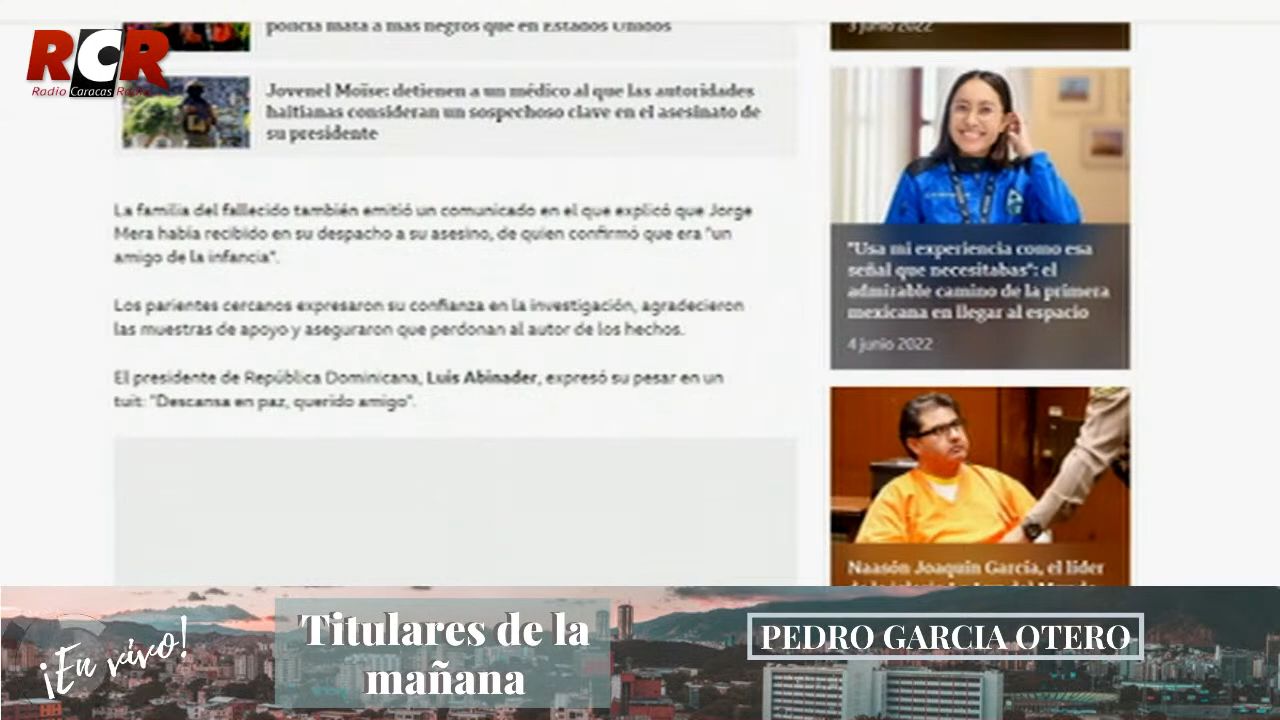 policía mata a más negros que en Estados Unidos
3 junio 2022
RCR
Radio Caracas Radio
Jovenel Moïse: detienen a un médico al que las autoridades
haitianas consideran un sospechoso clave en el asesinato de
su presidente
La familia del fallecido también emitió un comunicado en el que explicó que Jorge
Mera había recibido en su despacho a su asesino, de quien confirmó que era "un
amigo de la infancia".
Los parientes cercanos expresaron su confianza en la investigación, agradecieron
las muestras de apoyo y aseguraron que perdonan al autor de los hechos.
El presidente de República Dominicana, Luis Abinader, expresó su pesar en un
tuit: "Descansa en paz, querido amigo".
"Usa mi experiencia como esa
señal que necesitabas": el
admirable camino de la primera
mexicana en llegar al espacio
4 junio 2022
Naasón Joaquín García, el líder
¡En vivo!
Titulares de la
mañana
PEDRO GARCIA OTERO